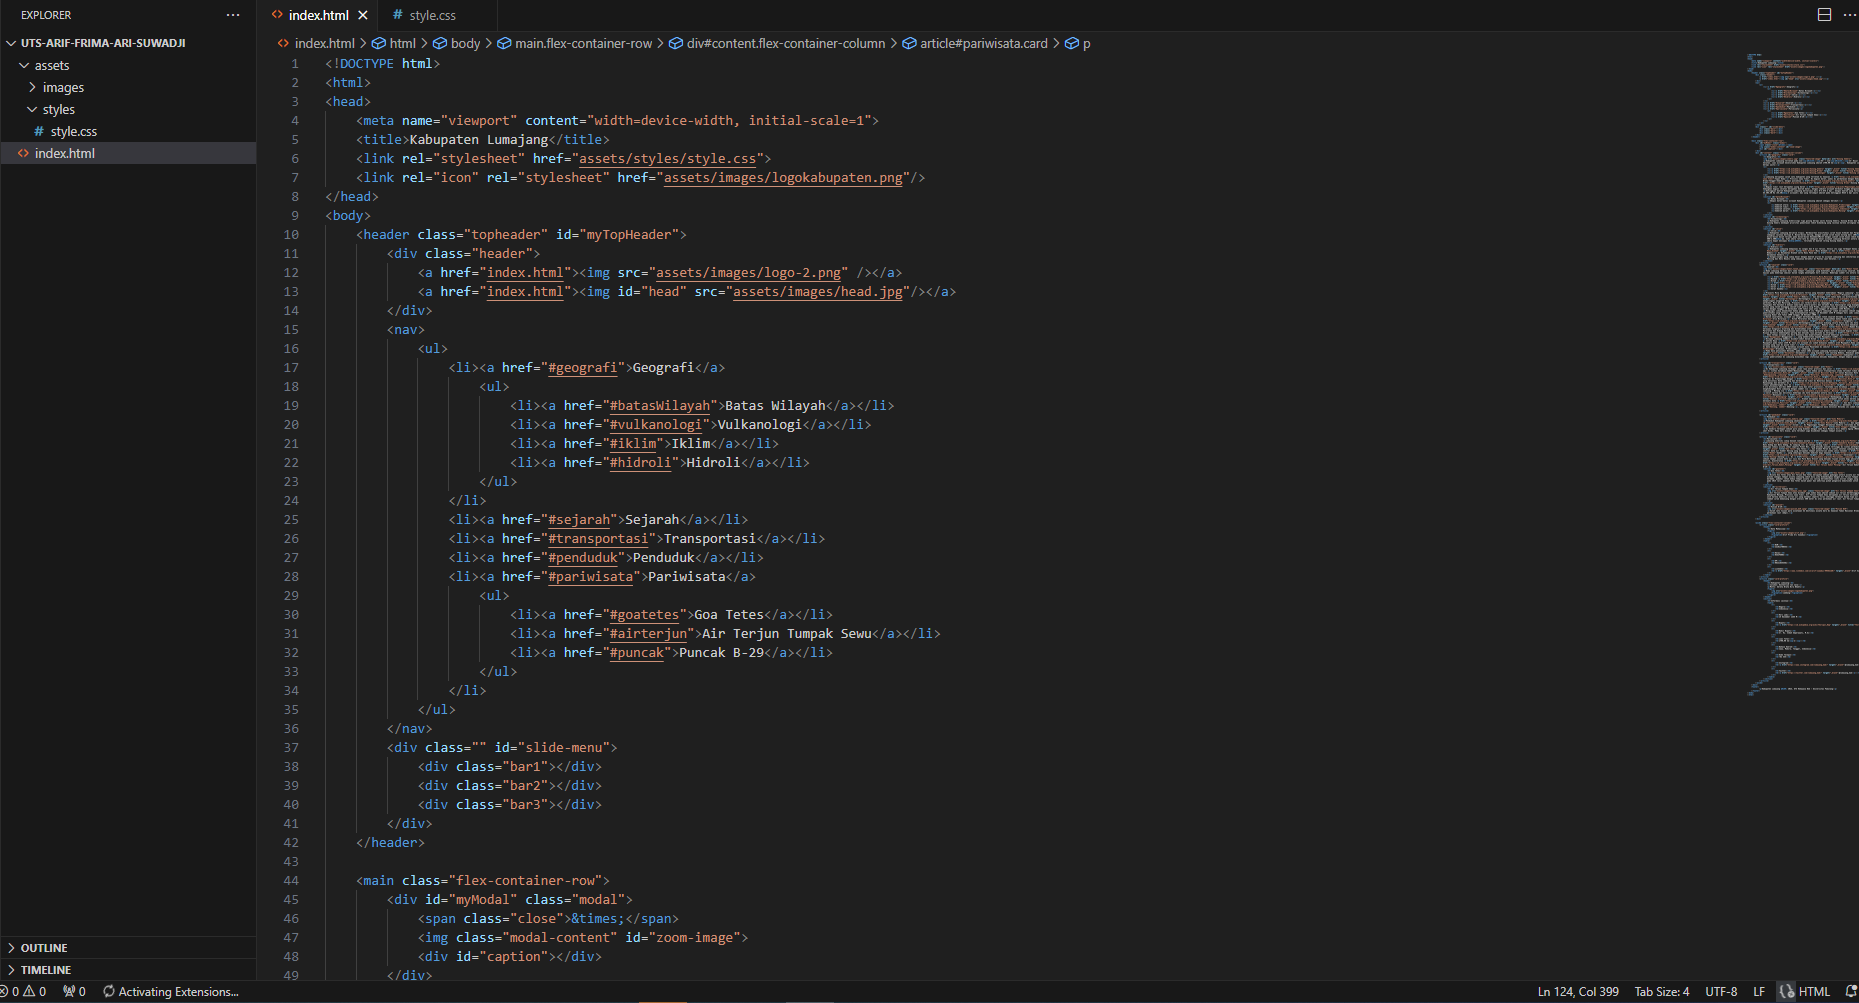 EXPLORER
UTS-ARIF-FRIMA-ARI-SUWADJI
assets
images
styles
# style.css
<> index.html
OUTLINE
TIMELINE
<> index.html
# style.css
<> index.html > html > body > main.flex-container-row > div#content.flex-container-column > article#pariwisata.card > p
1 <!DOCTYPE html>
2 <html>
3 <head>
4 <meta name="viewport" content="width=device-width, initial-scale=1">
5 <title>Kabupaten Lumajang</title>
6 <link rel="stylesheet" href="assets/styles/style.css">
7 <link rel="icon" rel="stylesheet" href="assets/images/logokabupaten.png"/>
8 </head>
9 <body>
10 <header class="topheader" id="myTopHeader">
11 <div class="header">
12 <a href="index.html"><img src="assets/images/logo-2.png" /></a>
13 <a href="index.html"><img id="head" src="assets/images/head.jpg"/></a>
14 </div>
15 <nav>
16 <ul>
17 <li><a href="#geografi">Geografi</a>
18 <ul>
19 <li><a href="#batasWilayah">Batas Wilayah</a></li>
20 <li><a href="#vulkanologi">Vulkanologi</a></li>
21 <li><a href="#iklim">Iklim</a></li>
22 <li><a href="#hidroli">Hidroli</a></li>
23 </ul>
24 </li>
25 <li><a href="#sejarah">Sejarah</a></li>
26 <li><a href="#transportasi">Transportasi</a></li>
27 <li><a href="#penduduk">Penduduk</a></li>
28 <li><a href="#pariwisata">Pariwisata</a>
29 <ul>
30 <li><a href="#goatetes">Goa Tetes</a></li>
31 <li><a href="#airterjun">Air Terjun Tumpak Sewu</a></li>
32 <li><a href="#puncak">Puncak B-29</a></li>
33 </ul>
34 </li>
35 </ul>
36 </nav>
37 <div class="" id="slide-menu">
38 <div class="bar1"></div>
39 <div class="bar2"></div>
40 <div class="bar3"></div>
41 </div>
42 </header>
43
44 <main class="flex-container-row">
45 <div id="myModal" class="modal">
46 <span class="close">&times;</span>
47 <img class="modal-content" id="zoom-image">
48 <div id="caption"></div>
49 </div>
0 0 0 Activating Extensions... Ln 124, Col 399 Tab Size: 4 UTF-8 LF HTML